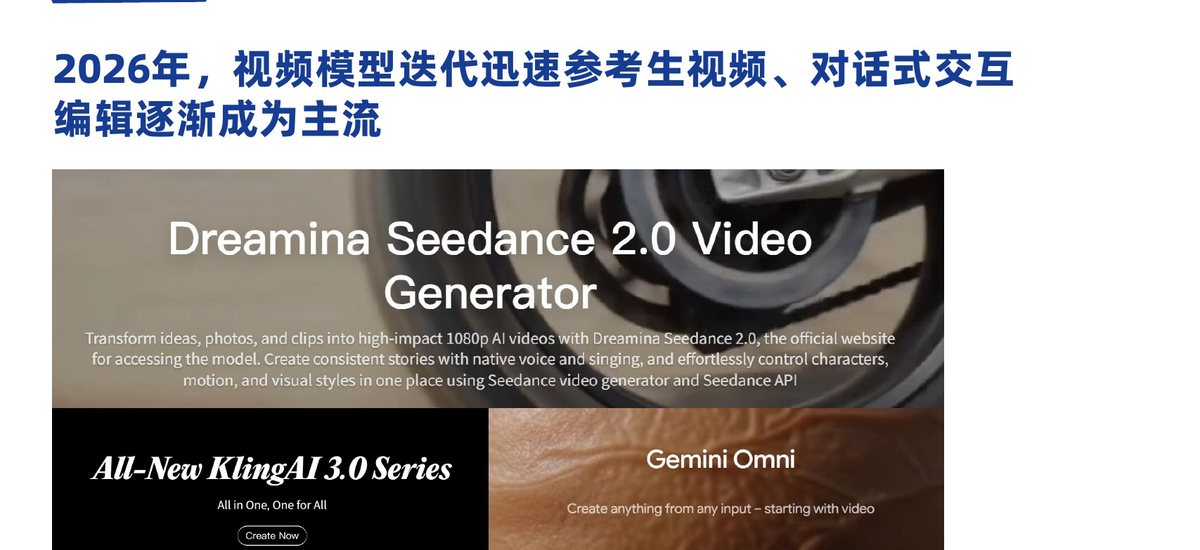 2026年，视频模型迭代迅速参考生视频、对话式交互
编辑逐渐成为主流
Dreamina Seedance 2.0 Video
Generator
Transform ideas, photos, and clips into high-impact 1080p AI videos with Dreamina Seedance 2.0, the official website
for accessing the model. Create consistent stories with native voice and singing, and effortlessly control characters,
motion, and visual styles in one place using Seedance video generator and Seedance API
All-New KlingAI 3.0 Series
All in One, One for All
Create Now
Gemini Omni
Create anything from any input – starting with video